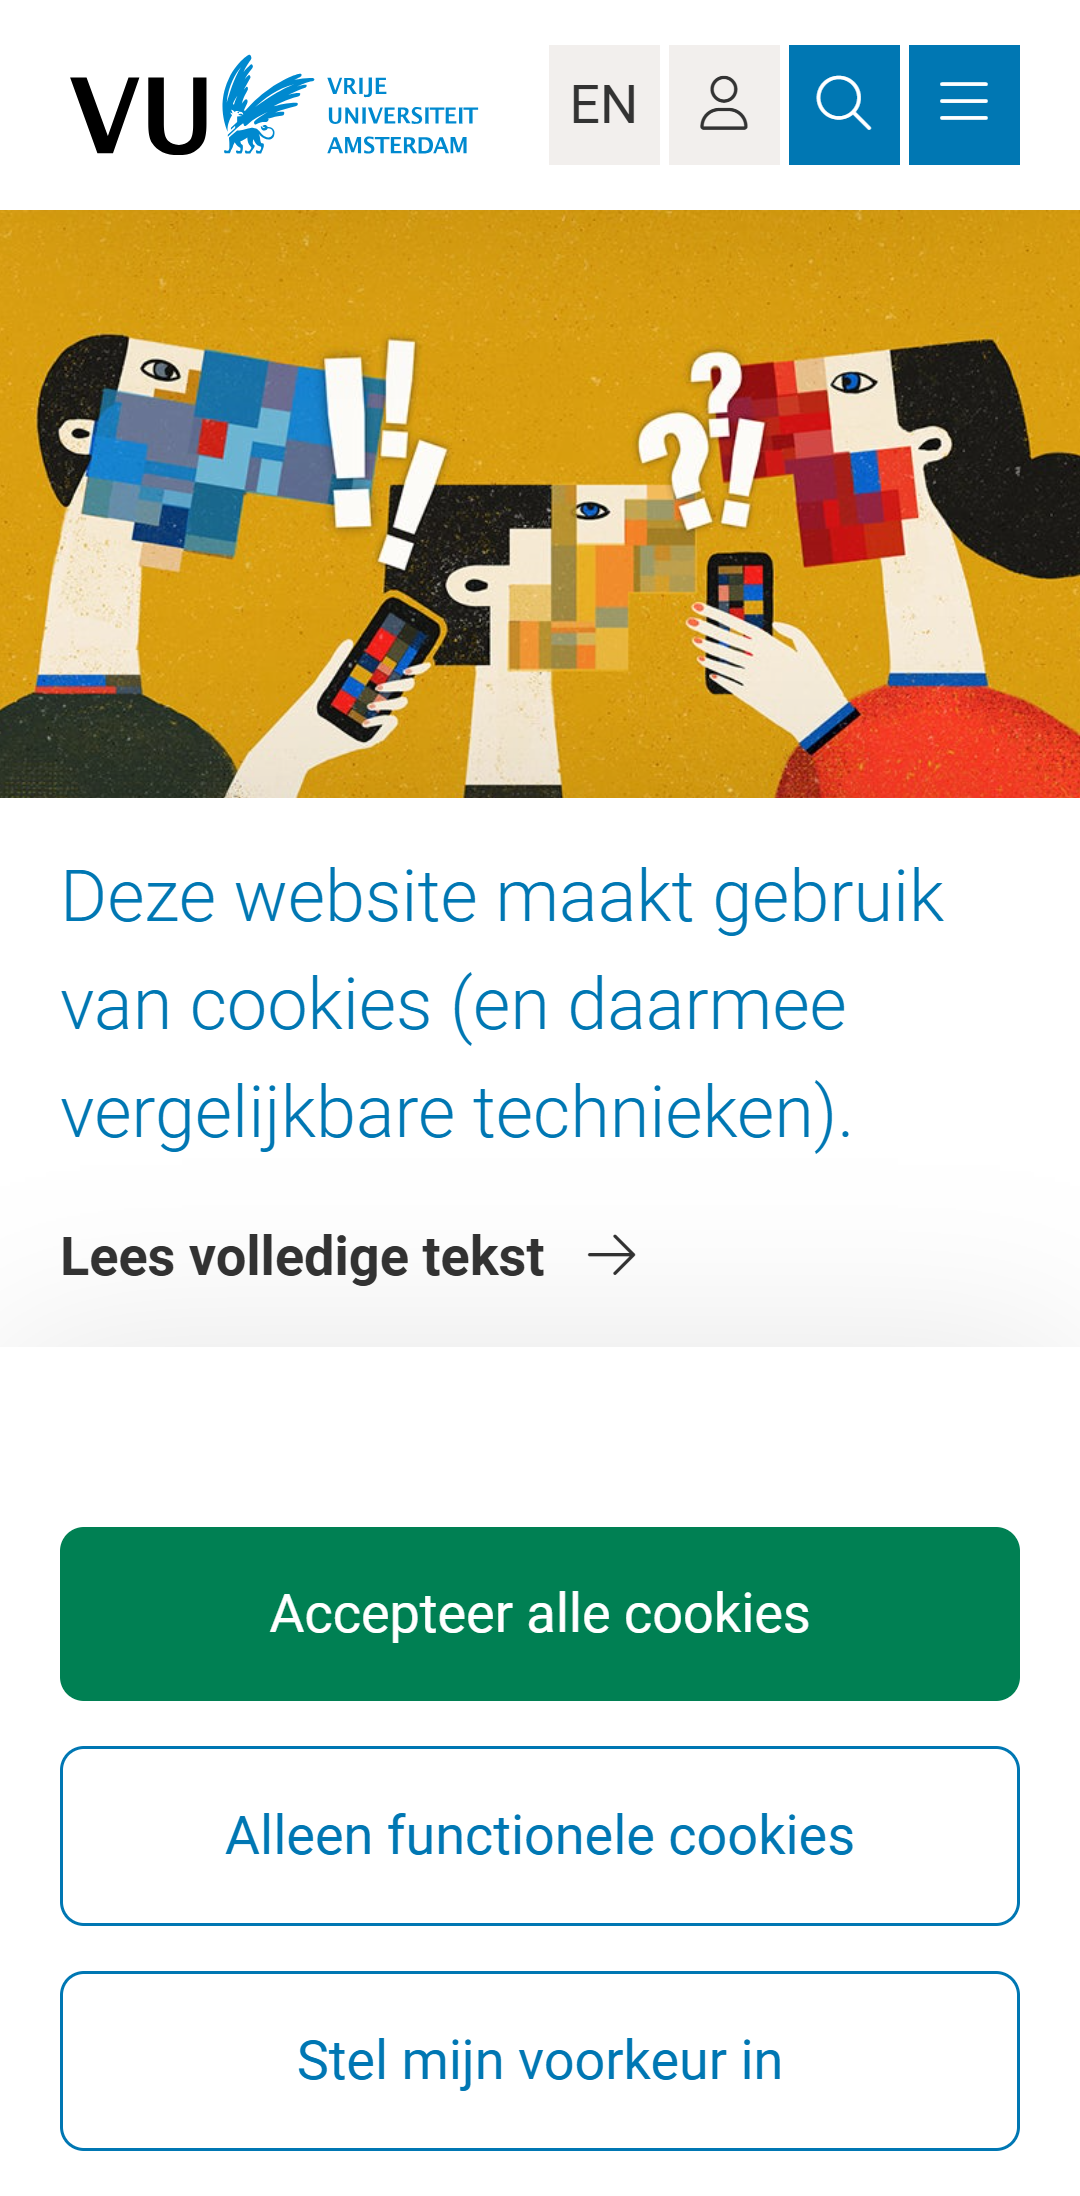 VU
VRIJE
UNIVERSITEIT
AMSTERDAM
EN
!!! ??!
Deze website maakt gebruik
van cookies (en daarmee
vergelijkbare technieken).
Lees volledige tekst
Accepteer alle cookies
Alleen functionele cookies
Stel mijn voorkeur in